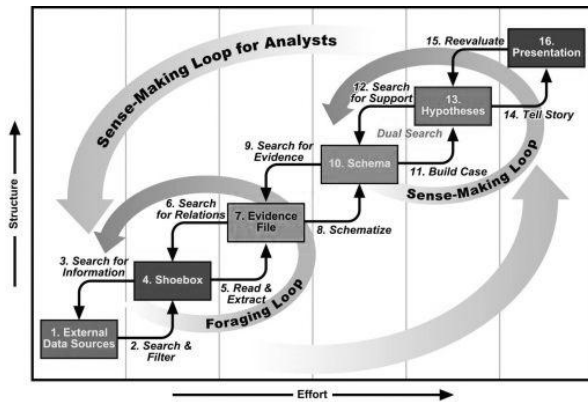 Sense-Making Loop for Analysts
15. Reevaluate
16.
Presentation
12. Search
for Support
13.
Hypotheses
14. Tell Story
Dual Search
9. Search for
Evidence
10. Schema
11. Build Case
Sense-Making Loop
6. Search
for Relations
7. Evidence
File
8. Schematize
3. Search for
Information
4. Shoebox
5. Read &
Extract
Foraging Loop
1. External
Data Sources
2. Search &
Filter
Structure
Effort